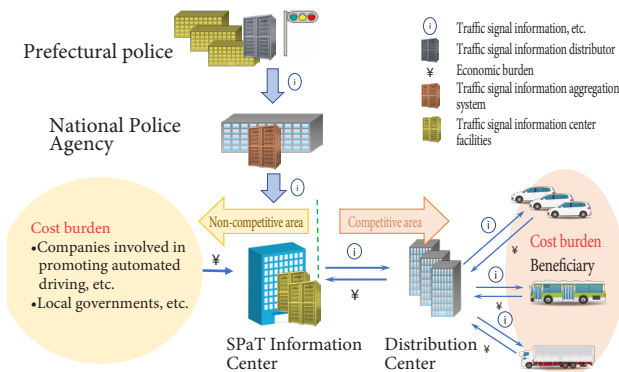 Prefectural police
i
National Police
Agency
i
i
Traffic signal information, etc.
Traffic signal information distributor
¥
Economic burden
Traffic signal information aggregation
system
Traffic signal information center
facilities
Non-competitive area
Competitive area
Cost burden
•Companies involved in
promoting automated
driving, etc.
•Local governments, etc.
¥
i
¥
SPaT Information
Center
Distribution
Center
i
¥
i
¥
i
¥
Cost burden
Beneficiary